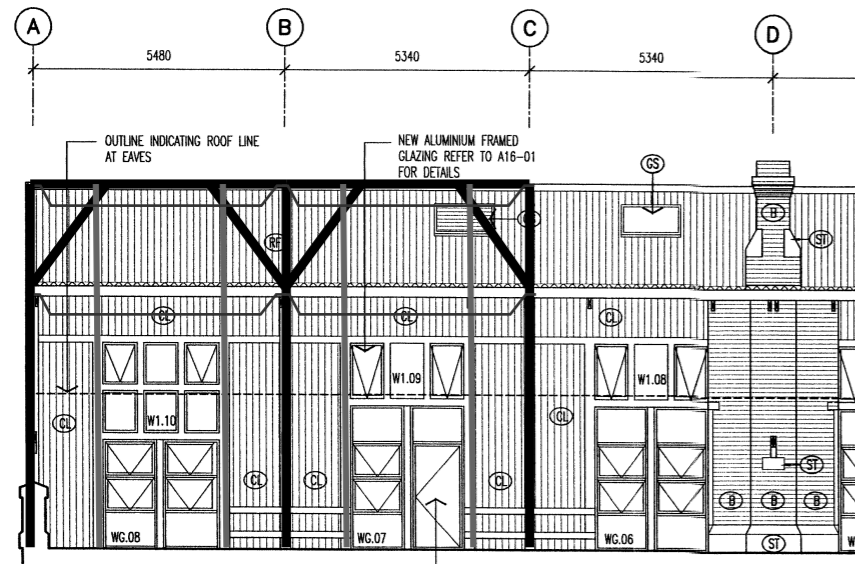 A
B
C
D
5480
5340
5340
OUTLINE INDICATING ROOF LINE
AT EAVES
NEW ALUMINIUM FRAMED
GLAZING REFER TO A16-01
FOR DETAILS
GS
B
ST
RF
CL
CL
CL
W1.10
W1.09
W1.08
CL
CL
CL
CL
CL
ST
B
B
B
WG.08
WG.07
WG.06
W
ST